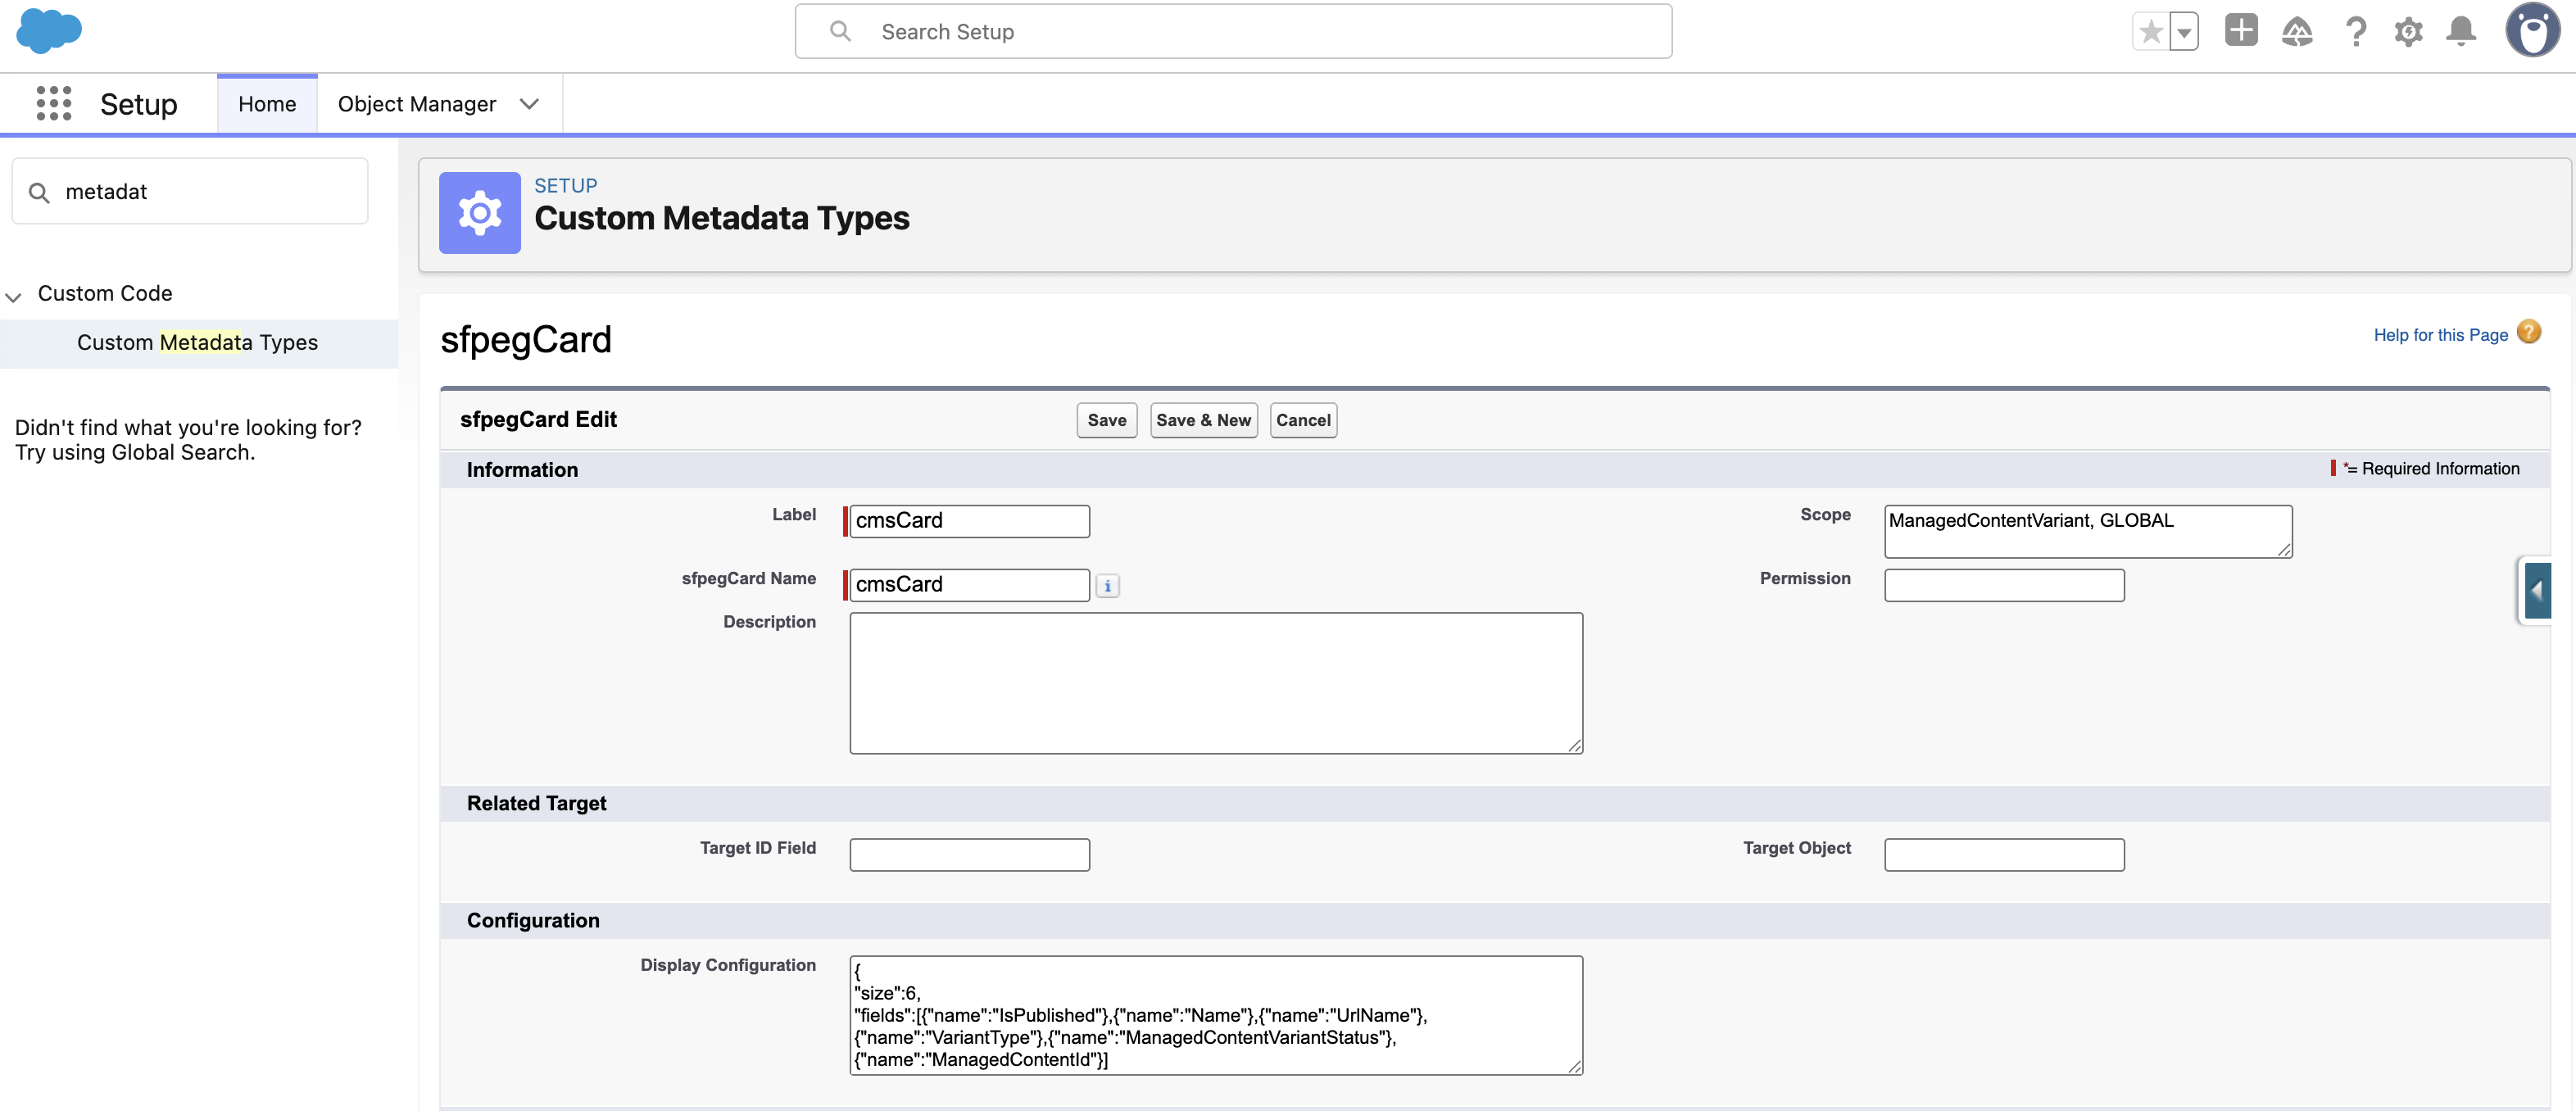 Search Setup
Setup
Home
Object Manager
metadat
Custom Code
Custom Metadata Types
Didn't find what you're looking for?
Try using Global Search.
SETUP
Custom Metadata Types
sfpegCard
Help for this Page
sfpegCard Edit
Save
Save & New
Cancel
Information
*= Required Information
Label
cmsCard
Scope
ManagedContentVariant, GLOBAL
sfpegCard Name
cmsCard
i
Permission
Description
Related Target
Target ID Field
Target Object
Configuration
Display Configuration
{
"size":6,
"fields":[{"name":"IsPublished"},{"name":"Name"},{"name":"UrlName"},
{"name":"VariantType"},{"name":"ManagedContentVariantStatus"},
{"name":"ManagedContentId"}]